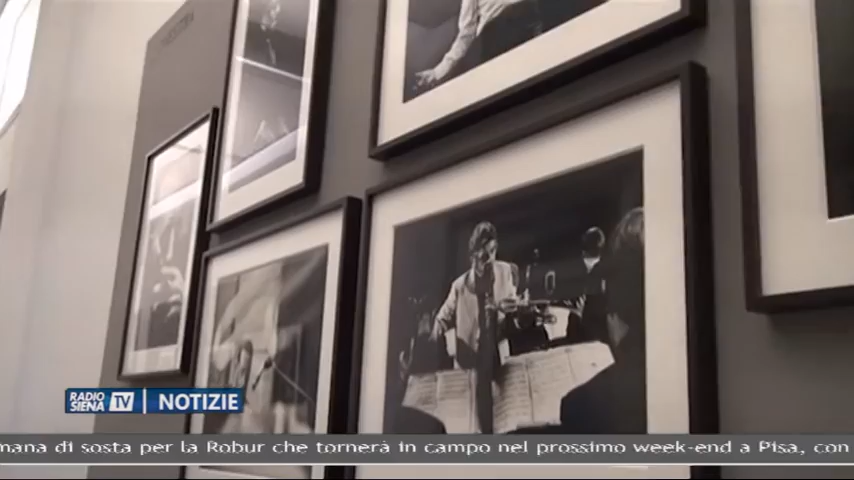 RADIO SIENA TV | NOTIZIE
mana di sosta per la Robur che tornerà in campo nel prossimo week-end a Pisa, con